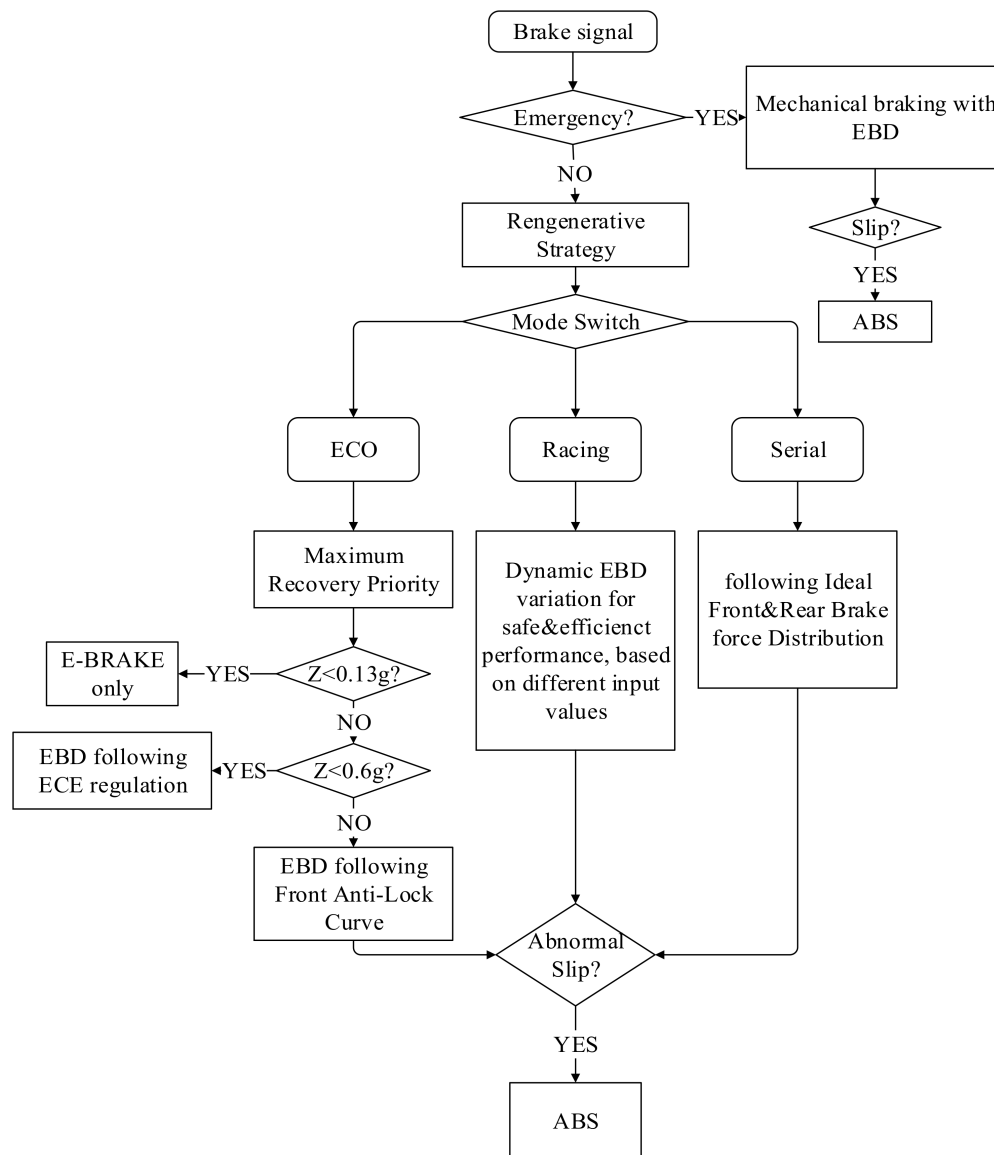 Brake signal
Emergency?
YES
Mechanical braking with
EBD
NO
Rengenerative
Strategy
Slip?
YES
ABS
Mode Switch
ECO
Racing
Serial
Maximum
Recovery Priority
Dynamic EBD
variation for
safe&efficienct
performance, based
on different input
values
following Ideal
Front&Rear Brake
force Distribution
E-BRAKE
only
YES
Z<0.13g?
NO
EBD following
ECE regulation
YES
Z<0.6g?
NO
EBD following
Front Anti-Lock
Curve
Abnormal
Slip?
YES
ABS